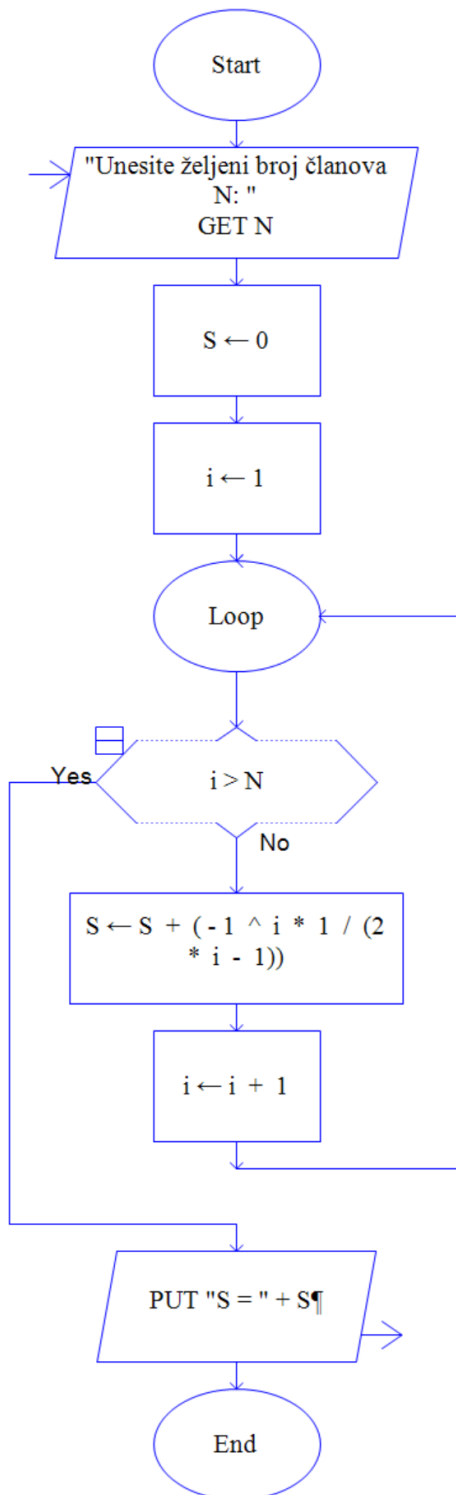 Start
"Unesite željeni broj članova
N: "
GET N
S ← 0
i ← 1
Loop
Yes
i > N
No
S ← S + ( - 1 ^ i * 1 / (2
* i - 1))
i ← i + 1
PUT "S = " + S¶
End